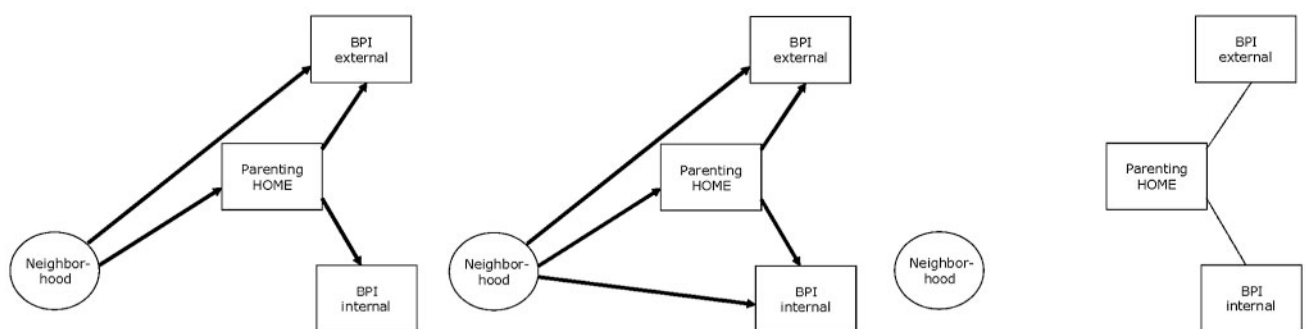 BPI
external
Parenting
HOME
Neighbor-
hood
BPI
internal
BPI
external
Parenting
HOME
Neighbor-
hood
BPI
internal
BPI
external
Parenting
HOME
Neighbor-
hood
BPI
internal